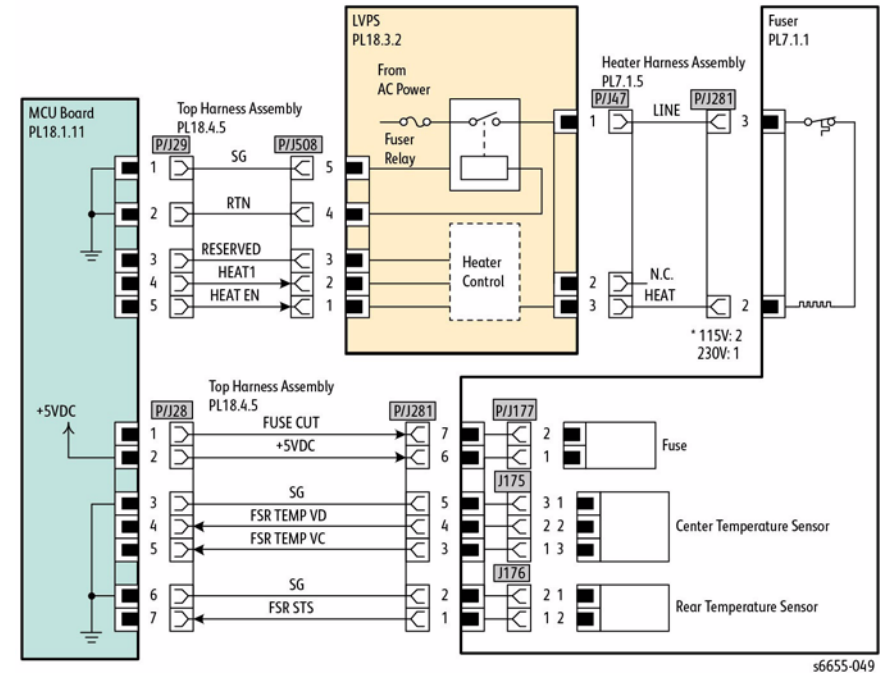 LVPS
PL18.3.2
Fuser
PL7.1.1
From
AC Power
Heater Harness Assembly
PL7.1.5
MCU Board
PL18.1.11
Top Harness Assembly
PL18.4.5
P/J47
LINE
P/J281
P/J29
P/J508
Fuser
Relay
1
3
1
SG
5
2
RTN
4
3
RESERVED
3
4
HEAT1
2
5
HEAT EN
1
Heater
Control
2
N.C.
3
HEAT
2
* 115V: 2
230V: 1
Top Harness Assembly
PL18.4.5
+5VDC
P/J28
P/J281
P/J177
1
FUSE CUT
7
2
2
+5VDC
6
1
Fuse
J175
3
SG
5
3 1
4
FSR TEMP VD
4
2 2
Center Temperature Sensor
5
FSR TEMP VC
3
1 3
J176
6
SG
2
2 1
7
FSR STS
1
1 2
Rear Temperature Sensor
s6655-049